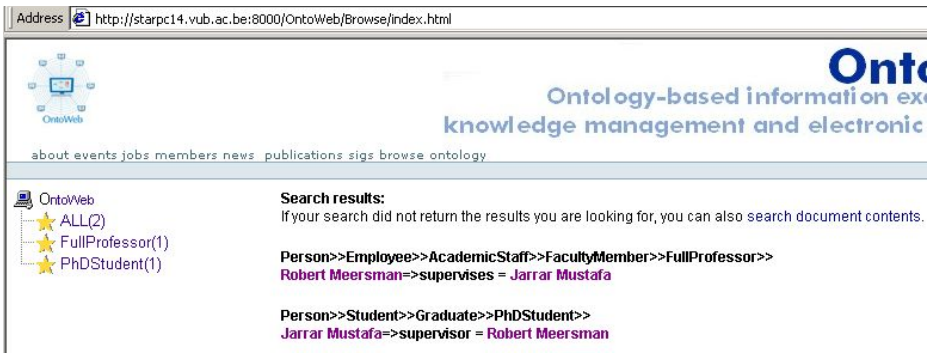 Address http://starpc14.vub.ac.be:8000/OntoWeb/Browse/index.html
OntoWeb
Onto
Ontology-based information exc
knowledge management and electronic
about events jobs members news publications sigs browse ontology
OntoWeb
ALL(2)
FullProfessor(1)
PhDStudent(1)
Search results:
If your search did not return the results you are looking for, you can also search document contents.
Person>>Employee>>AcademicStaff>>FacultyMember>>FullProfessor>>
Robert Meersman=>supervises = Jarrar Mustafa
Person>>Student>>Graduate>>PhDStudent>>
Jarrar Mustafa=>supervisor = Robert Meersman